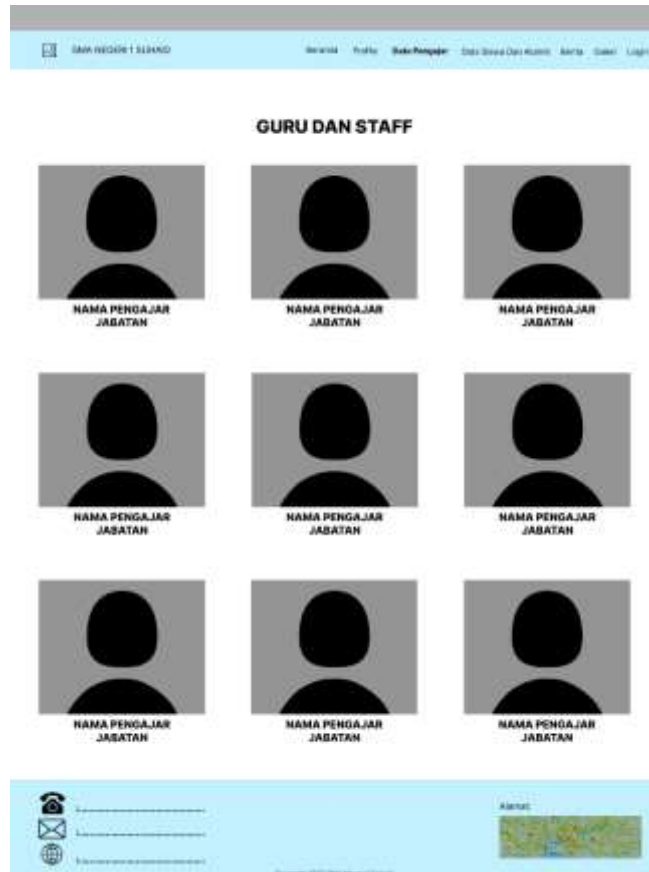 SMA NEGERI 1 SUHAID
Beranda Profile Data Pengajar Data Siswa Dan Alumni Berita Galeri Login
GURU DAN STAFF
NAMA PENGAJAR NAMA PENGAJAR NAMA PENGAJAR
JABATAN JABATAN JABATAN
NAMA PENGAJAR NAMA PENGAJAR NAMA PENGAJAR
JABATAN JABATAN JABATAN
NAMA PENGAJAR NAMA PENGAJAR NAMA PENGAJAR
JABATAN JABATAN JABATAN
Alamat: